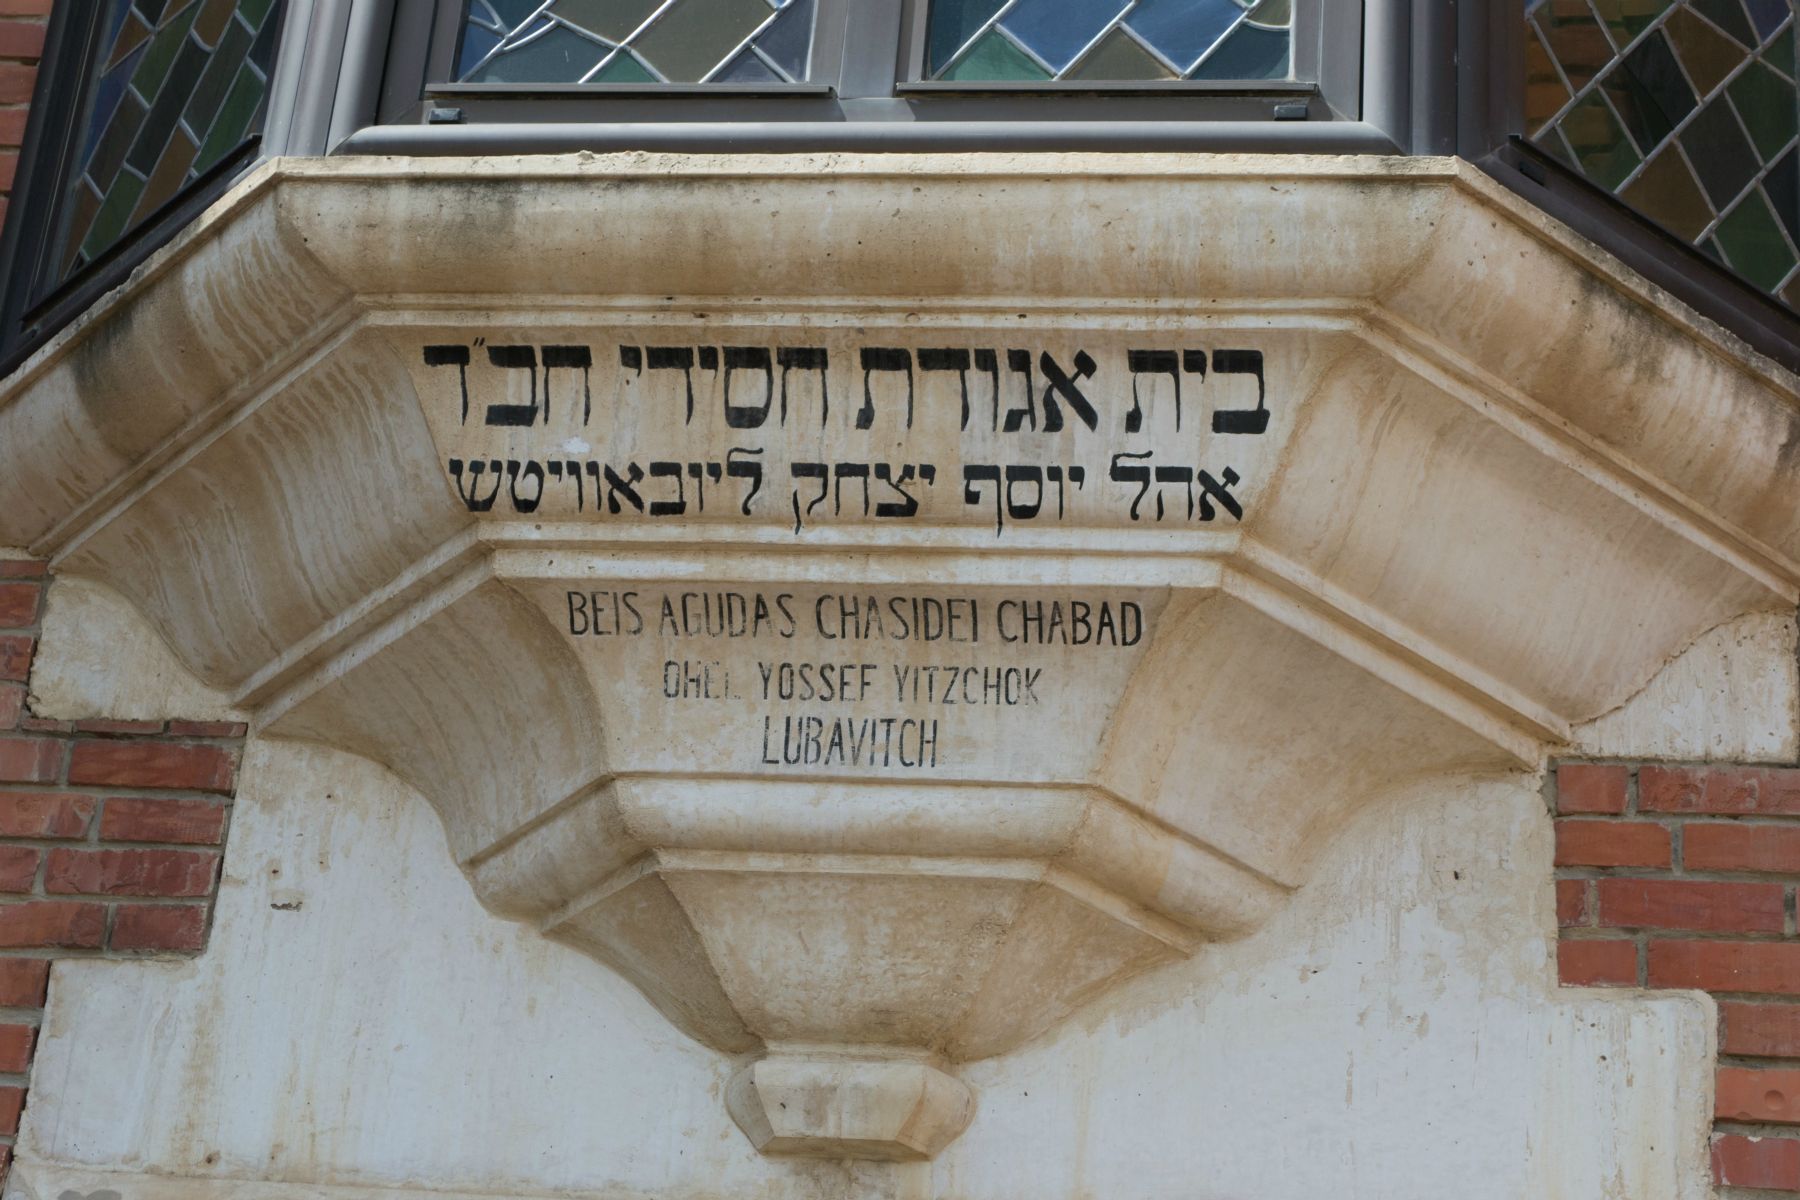 בית אגודת חסידי חב״ד
אהל יוסף יצחק ליובאוויטש
BEIS AGUDAS CHASIDEI CHABAD
OHEL YOSSEF YITZCHOK
LUBAVITCH